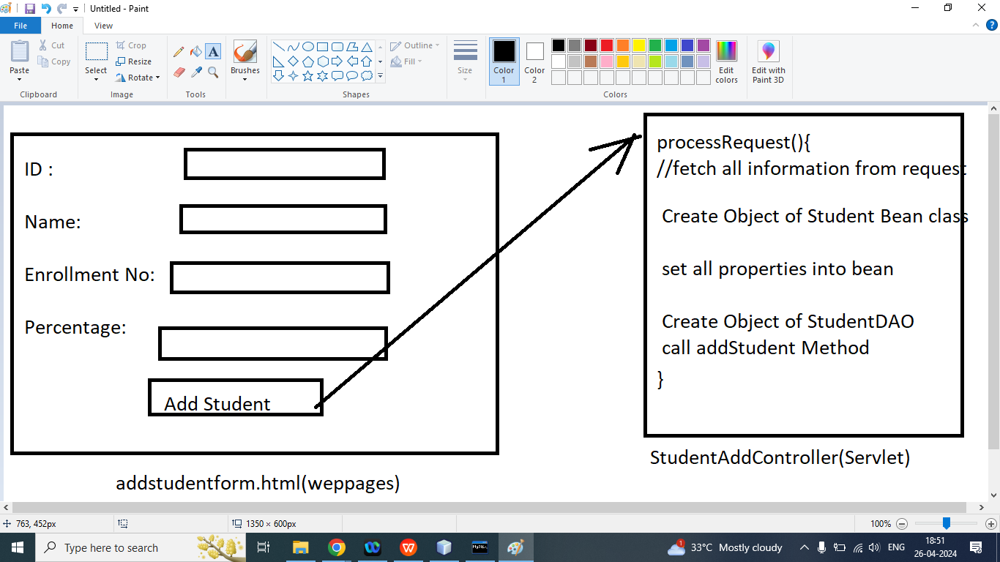 Untitled - Paint
File Home View
Paste
Cut
Copy
Clipboard
Select
Crop
Resize
Rotate
Image
A
Tools
Brushes
Shapes
Outline
Fill
Size
Color 1
Color 2
Edit colors
Colors
Edit with Paint 3D
ID :
Name:
Enrollment No:
Percentage:
Add Student
addstudentform.html(weppages)
processRequest(){
//fetch all information from request
Create Object of Student Bean class
set all properties into bean
Create Object of StudentDAO
call addStudent Method
}
StudentAddController(Servlet)
763, 452px
1350 × 600px
100%
Type here to search
MySQL
1
33°C Mostly cloudy
ENG
18:51
26-04-2024